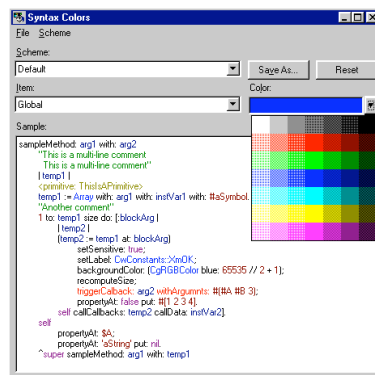 Syntax Colors
File Scheme
Scheme:
Default
Save As...
Reset
Item:
Color:
Global
Sample:
sampleMethod: arg1 with: arg2
"This is a multi-line comment
This is a multi-line comment"
| temp1 |
<primitive: ThisIsAPrimitive>
temp1 := Array with: arg1 with: instVar1 with: #aSymbol.
"Another comment"
1 to: temp1 size do: [:blockArg |
| temp2 |
(temp2 := temp1 at: blockArg)
setSensitive: true;
setLabel: CwConstants::XmOK;
backgroundColor: (CgRGBColor blue: 65535 // 2 + 1);
recomputeSize;
triggerCallback: arg2 withArgumnts: #(#A #B 3);
propertyAt: false put: #[1 2 3 4].
self callCallbacks: temp2 callData: instVar2].
self
propertyAt: $A;
propertyAt: 'aString' put: nil.
^super sampleMethod: arg1 with: temp1